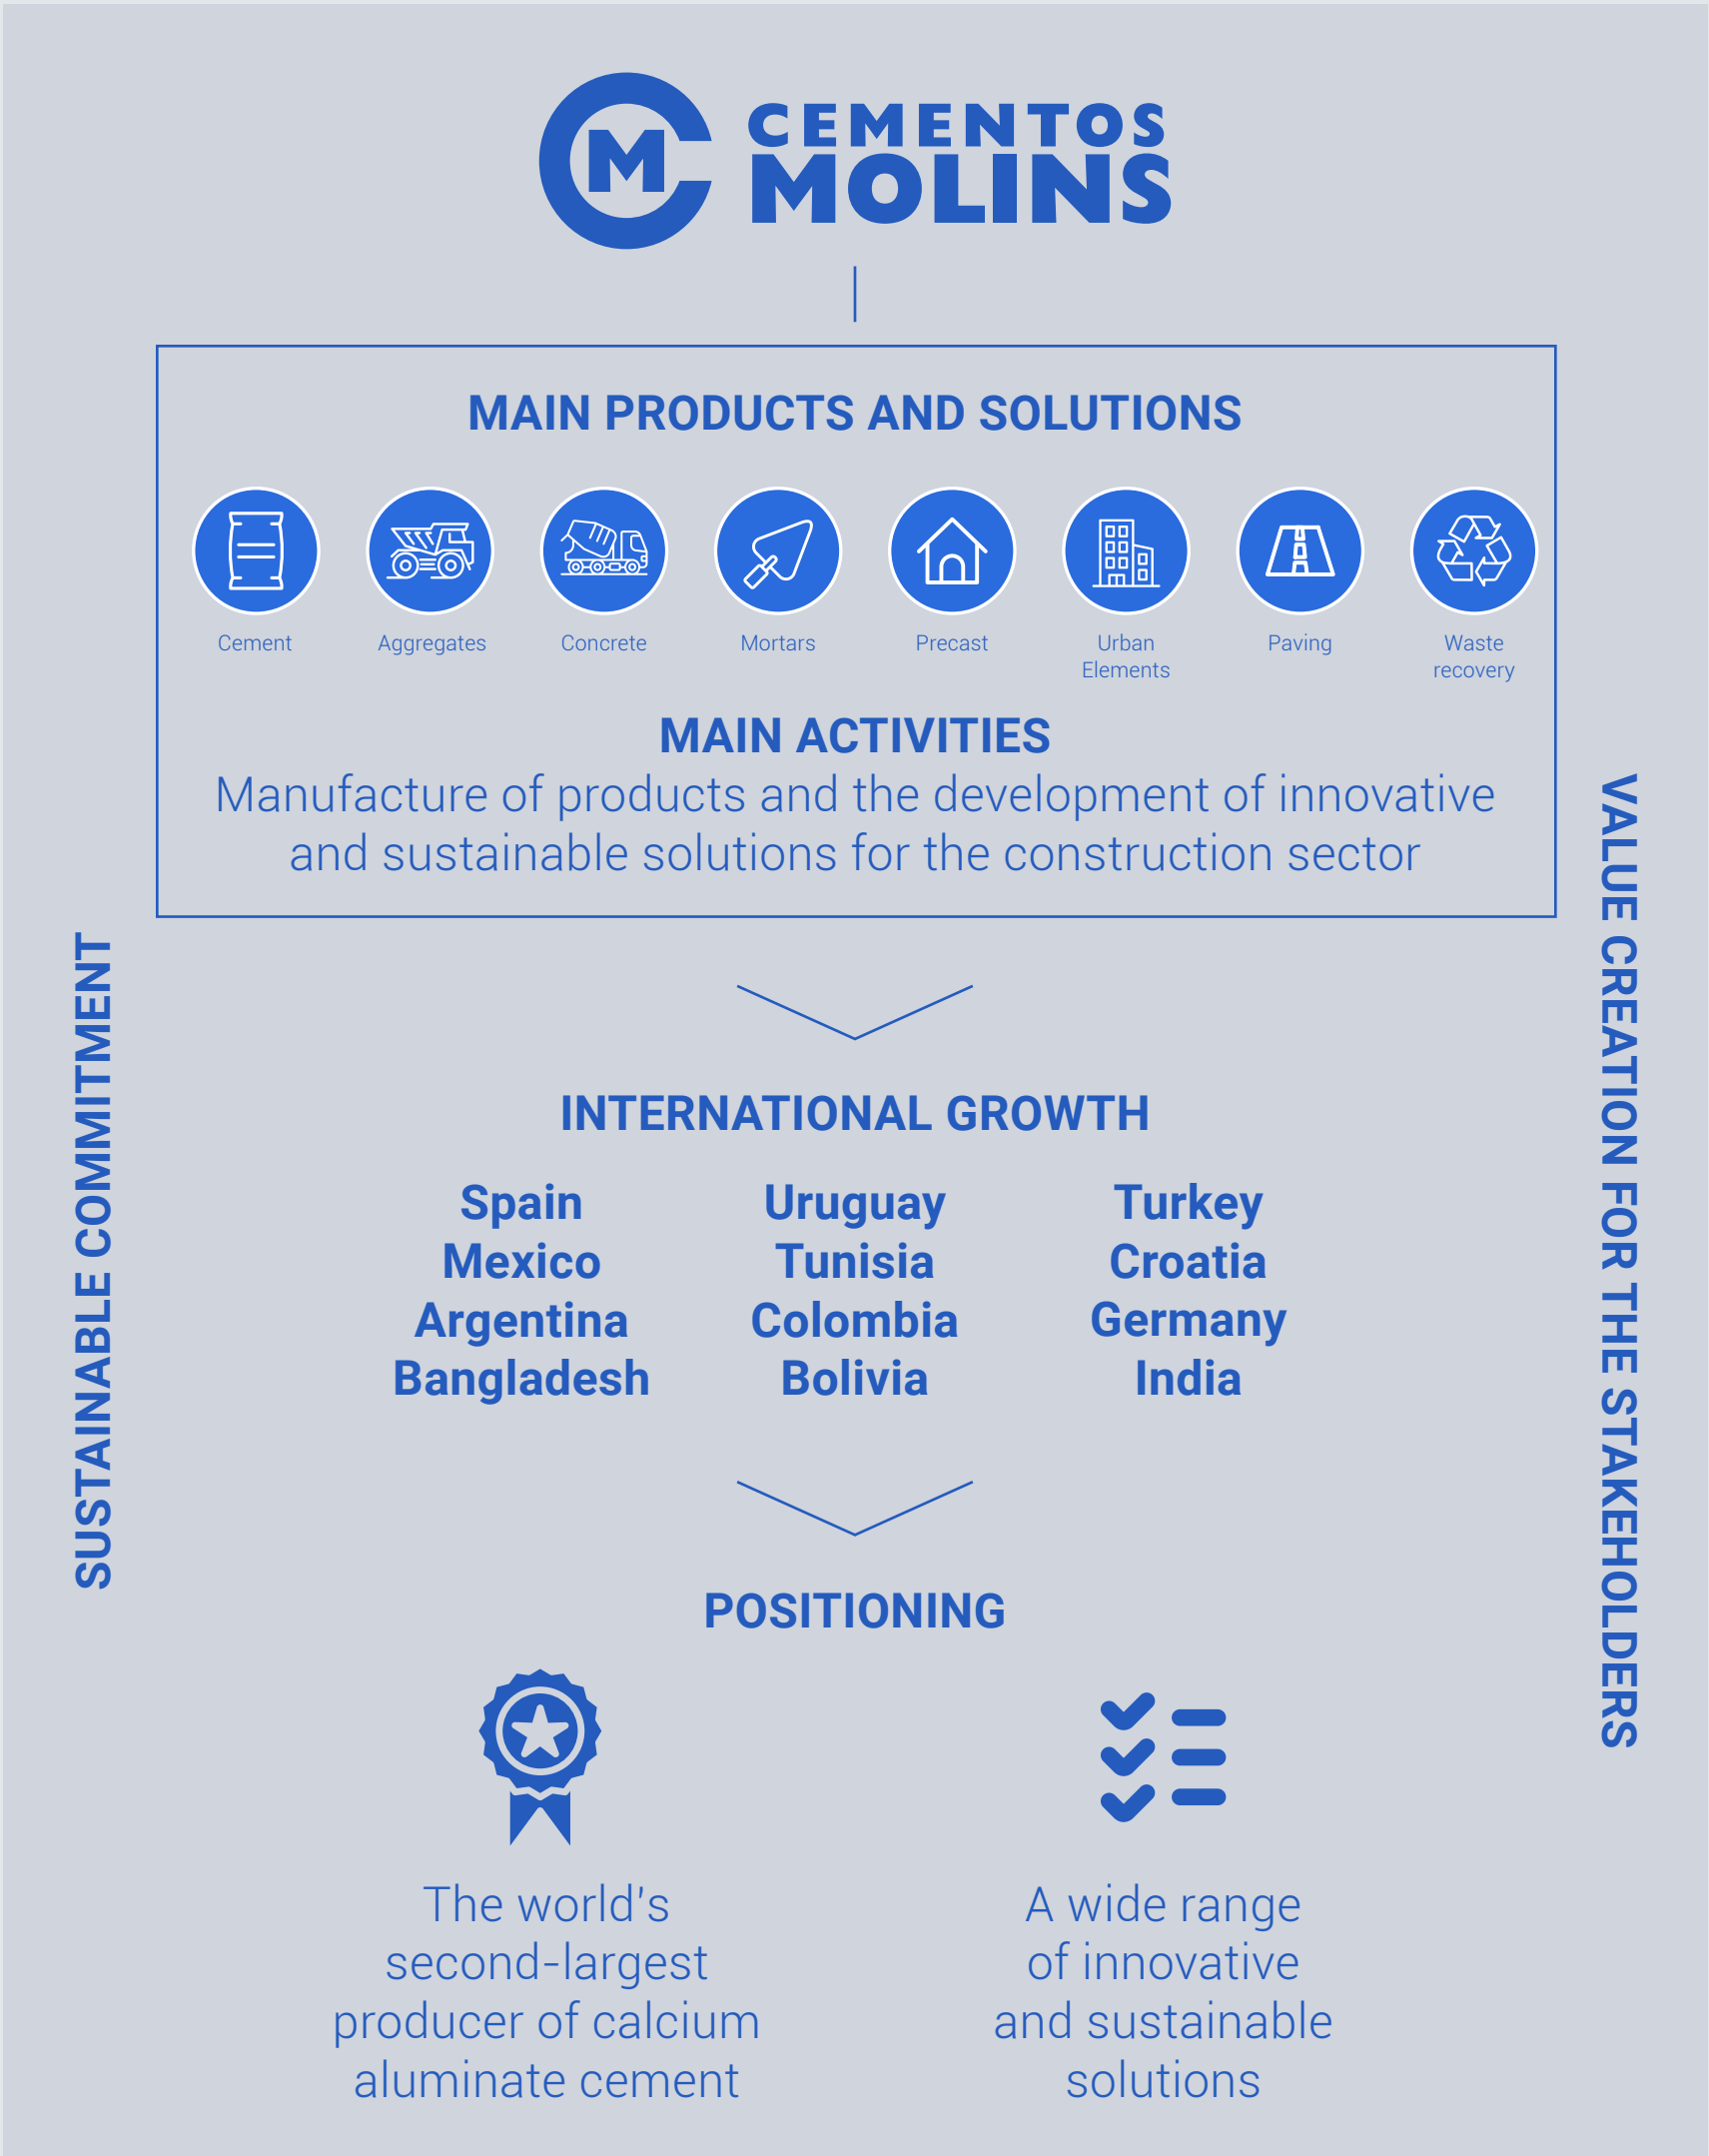 CM
CEMENTOS
MOLINS
MAIN PRODUCTS AND SOLUTIONS
Cement
Aggregates
Concrete
Mortars
Precast
Urban
Elements
Paving
Waste
recovery
MAIN ACTIVITIES
Manufacture of products and the development of innovative
and sustainable solutions for the construction sector
SUSTAINABLE COMMITMENT
VALUE CREATION FOR THE STAKEHOLDERS
INTERNATIONAL GROWTH
Spain
Mexico
Argentina
Bangladesh
Uruguay
Tunisia
Colombia
Bolivia
Turkey
Croatia
Germany
India
POSITIONING
The world's
second-largest
producer of calcium
aluminate cement
A wide range
of innovative
and sustainable
solutions